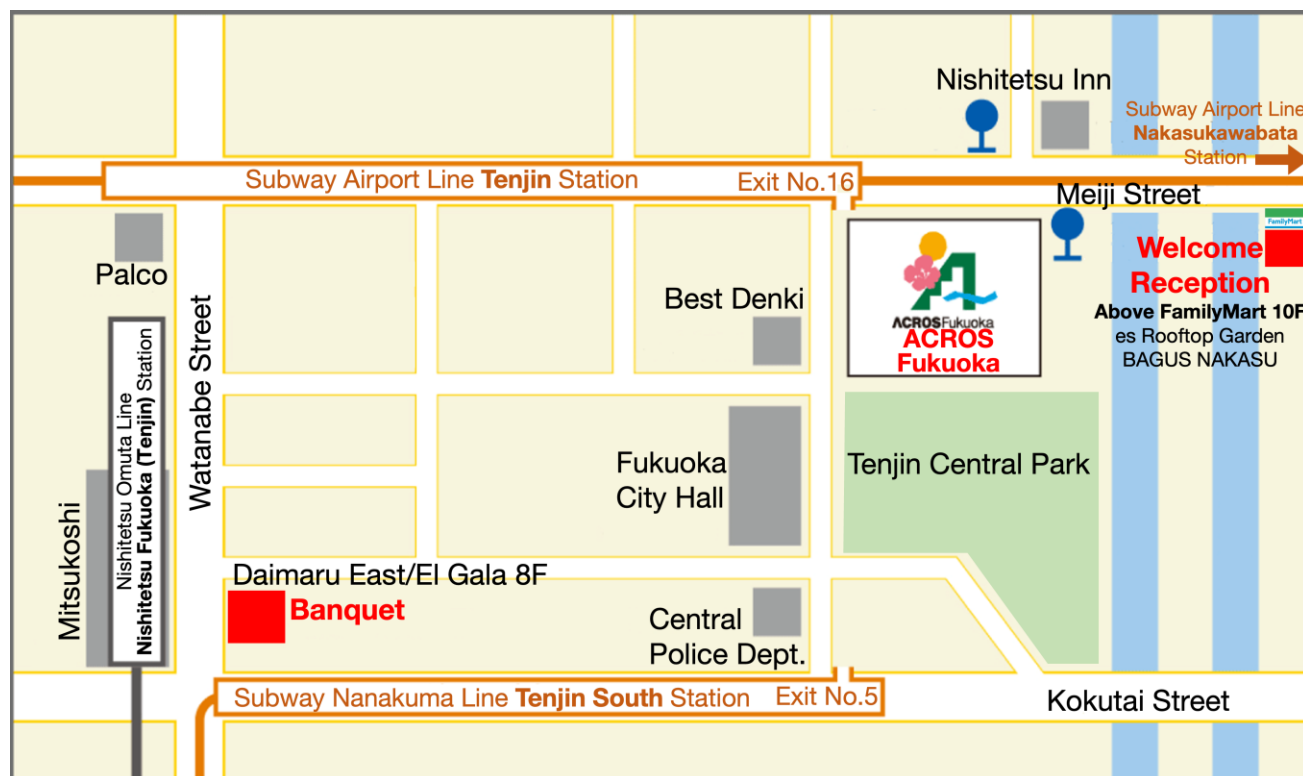 Nishitetsu Inn
Subway Airport Line
Nakasukawabata
Station
Subway Airport Line Tenjin Station
Exit No.16
Meiji Street
Palco
FamilyMart
Welcome
Reception
Above FamilyMart 10F
es Rooftop Garden
BAGUS NAKASU
Best Denki
ACROS Fukuoka
ACROS
Fukuoka
Watanabe Street
Nishitetsu Omuta Line
Nishitetsu Fukuoka (Tenjin) Station
Mitsukoshi
Fukuoka
City Hall
Tenjin Central Park
Daimaru East/El Gala 8F
Banquet
Central
Police Dept.
Subway Nanakuma Line Tenjin South Station
Exit No.5
Kokutai Street